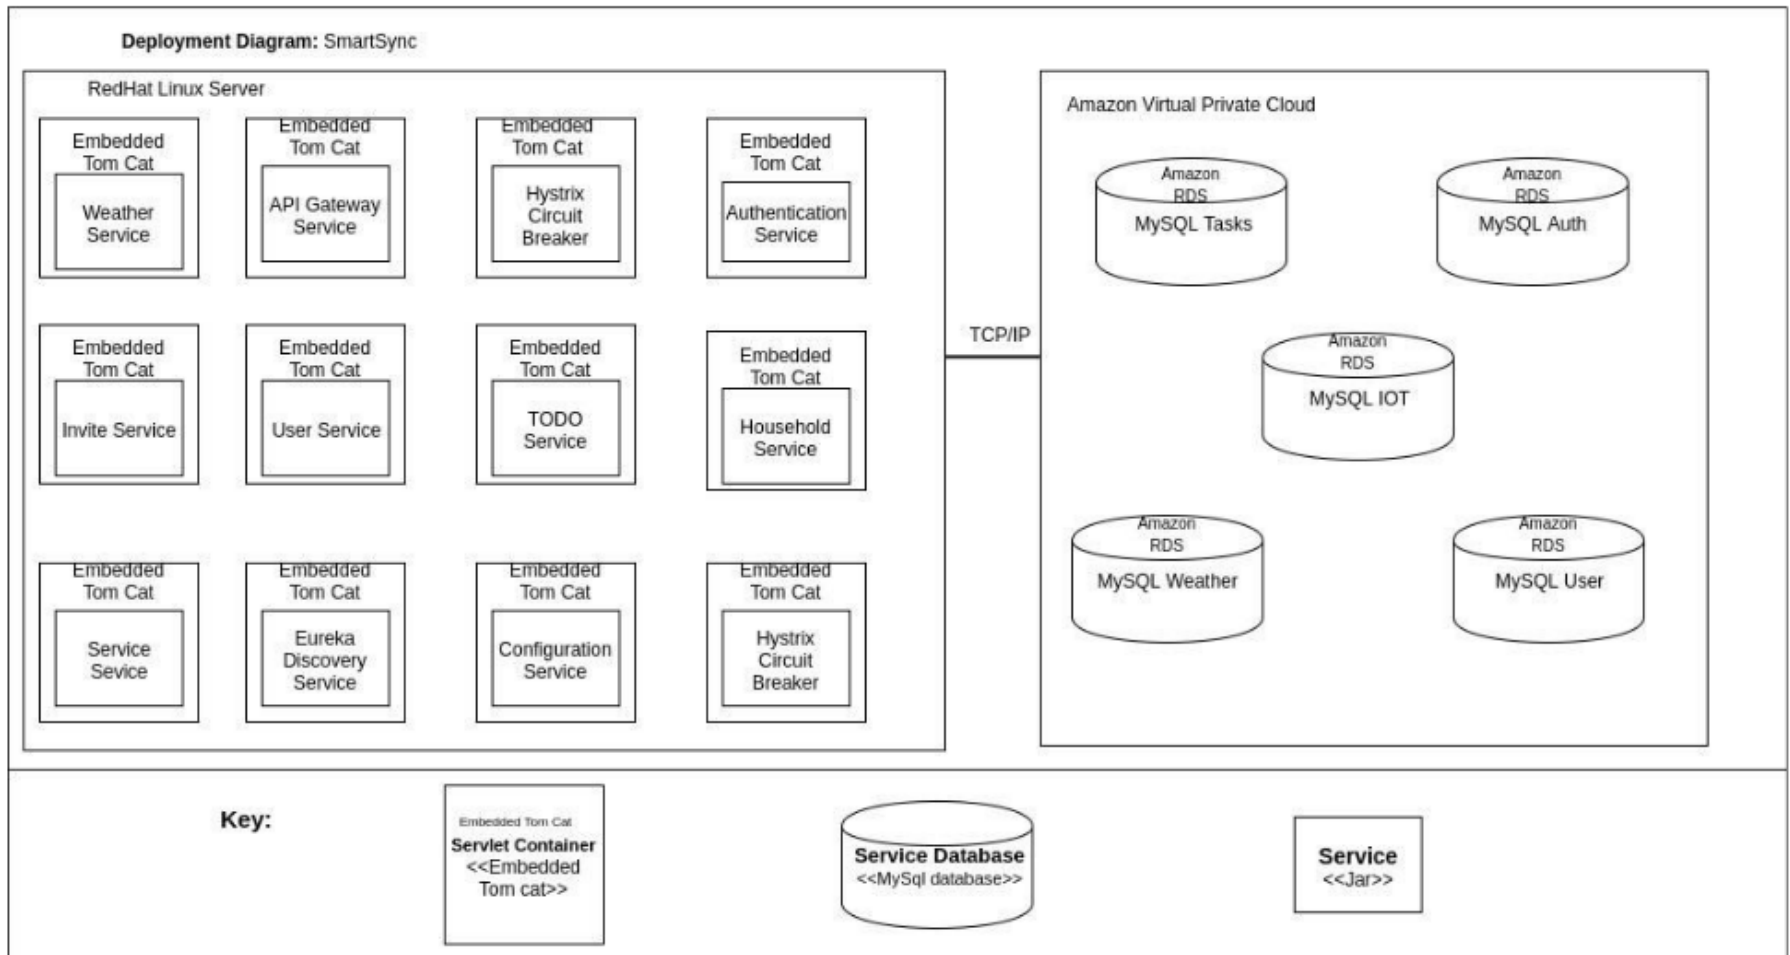 Deployment Diagram: SmartSync
RedHat Linux Server
Embedded
Tom Cat
Weather
Service
Embedded
Tom Cat
API Gateway
Service
Embedded
Tom Cat
Hystrix
Circuit
Breaker
Embedded
Tom Cat
Authentication
Service
Embedded
Tom Cat
Invite Service
Embedded
Tom Cat
User Service
Embedded
Tom Cat
TODO
Service
Embedded
Tom Cat
Household
Service
Embedded
Tom Cat
Service
Sevice
Embedded
Tom Cat
Eureka
Discovery
Service
Embedded
Tom Cat
Configuration
Service
Embedded
Tom Cat
Hystrix
Circuit
Breaker
TCP/IP
Amazon Virtual Private Cloud
Amazon
RDS
MySQL Tasks
Amazon
RDS
MySQL Auth
Amazon
RDS
MySQL IOT
Amazon
RDS
MySQL Weather
Amazon
RDS
MySQL User
Key:
Embedded Tom Cat
Servlet Container
<<Embedded
Tom cat>>
Service Database
<<MySql database>>
Service
<<Jar>>